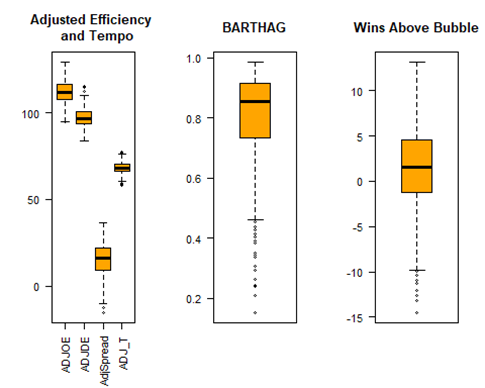 Adjusted Efficiency
and Tempo
100
50
0
ADJOE
ADJDE
AdjSpread
ADJ_T
BARTHAG
1.0
0.8
0.6
0.4
0.2
Wins Above Bubble
10
5
0
-5
-10
-15